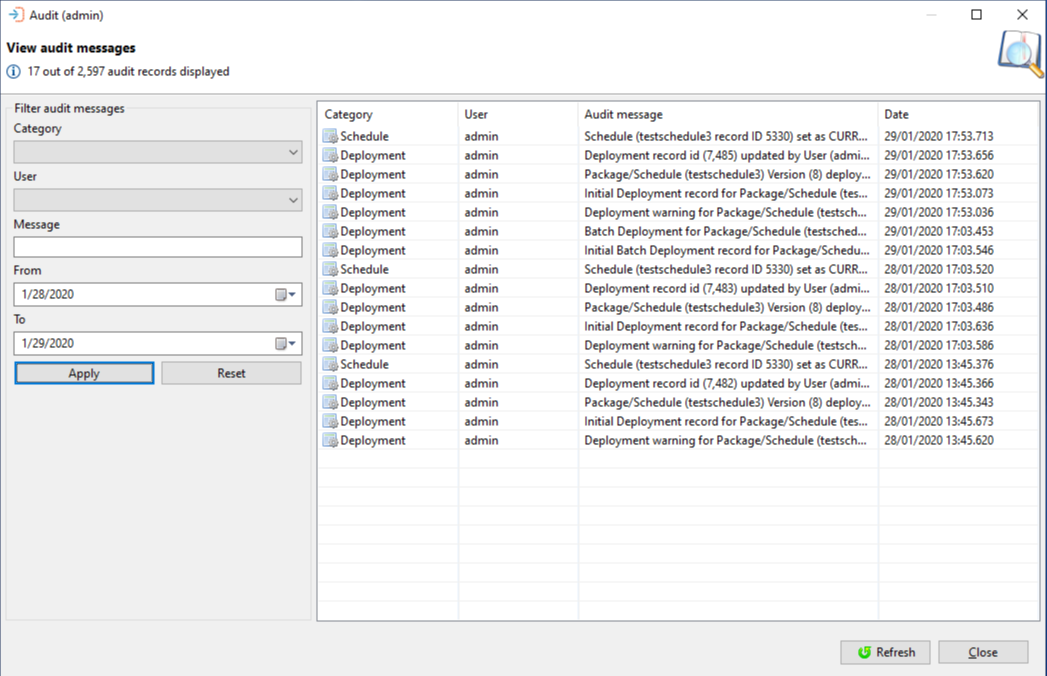 Audit (admin)
View audit messages
17 out of 2,597 audit records displayed
Filter audit messages
Category
User
Message
From
1/28/2020
To
1/29/2020
Apply Reset
Category User Audit message Date
Schedule admin Schedule (testschedule3 record ID 5330) set as CURR... 29/01/2020 17:53.713
Deployment admin Deployment record id (7,485) updated by User (admi... 29/01/2020 17:53.656
Deployment admin Package/Schedule (testschedule3) Version (8) deploy... 29/01/2020 17:53.620
Deployment admin Initial Deployment record for Package/Schedule (tes... 29/01/2020 17:53.073
Deployment admin Deployment warning for Package/Schedule (testsch... 29/01/2020 17:53.036
Deployment admin Batch Deployment for Package/Schedule (testsched... 29/01/2020 17:03.453
Deployment admin Initial Batch Deployment record for Package/Schedu... 29/01/2020 17:03.546
Schedule admin Schedule (testschedule3 record ID 5330) set as CURR... 28/01/2020 17:03.520
Deployment admin Deployment record id (7,483) updated by User (admi... 28/01/2020 17:03.510
Deployment admin Package/Schedule (testschedule3) Version (8) deploy... 28/01/2020 17:03.486
Deployment admin Initial Deployment record for Package/Schedule (tes... 28/01/2020 17:03.636
Deployment admin Deployment warning for Package/Schedule (testsch... 28/01/2020 17:03.586
Schedule admin Schedule (testschedule3 record ID 5330) set as CURR... 28/01/2020 13:45.376
Deployment admin Deployment record id (7,482) updated by User (admi... 28/01/2020 13:45.366
Deployment admin Package/Schedule (testschedule3) Version (8) deploy... 28/01/2020 13:45.343
Deployment admin Initial Deployment record for Package/Schedule (tes... 28/01/2020 13:45.673
Deployment admin Deployment warning for Package/Schedule (testsch... 28/01/2020 13:45.620
Refresh Close